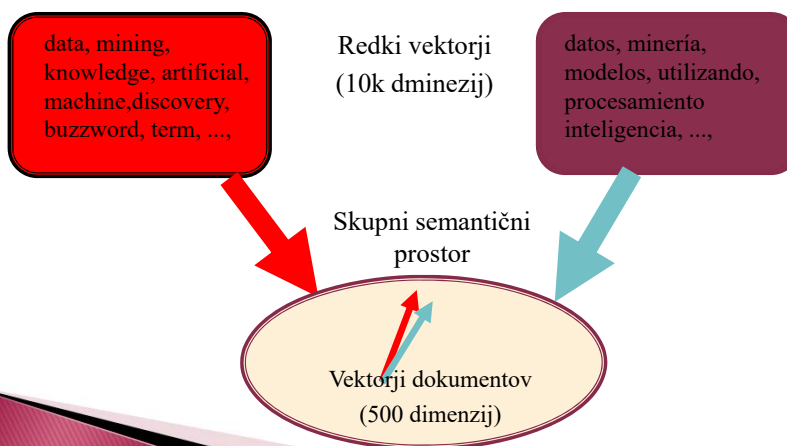 data, mining,
knowledge, artificial,
machine,discovery,
buzzword, term, ...,
Redki vektorji
(10k dminezij)
datos, minería,
modelos, utilizando,
procesamiento
inteligencia, ...,
Skupni semantični
prostor
Vektorji dokumentov
(500 dimenzij)